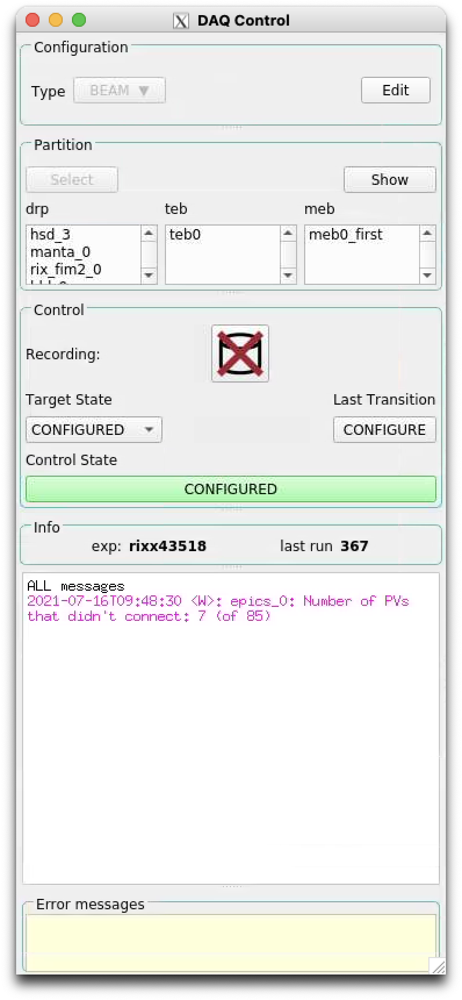 DAQ Control
Configuration
Type BEAM ▼ Edit
Partition
Select Show
drp teb meb
hsd_3 teb0 meb0_first
manta_0
rix_fim2_0
Control
Recording:
Target State Last Transition
CONFIGURED CONFIGURE
Control State
CONFIGURED
Info
exp: rixx43518 last run 367
ALL messages
2021-07-16T09:48:30 <W>: epics_0: Number of PVs
that didn't connect: 7 (of 85)
Error messages